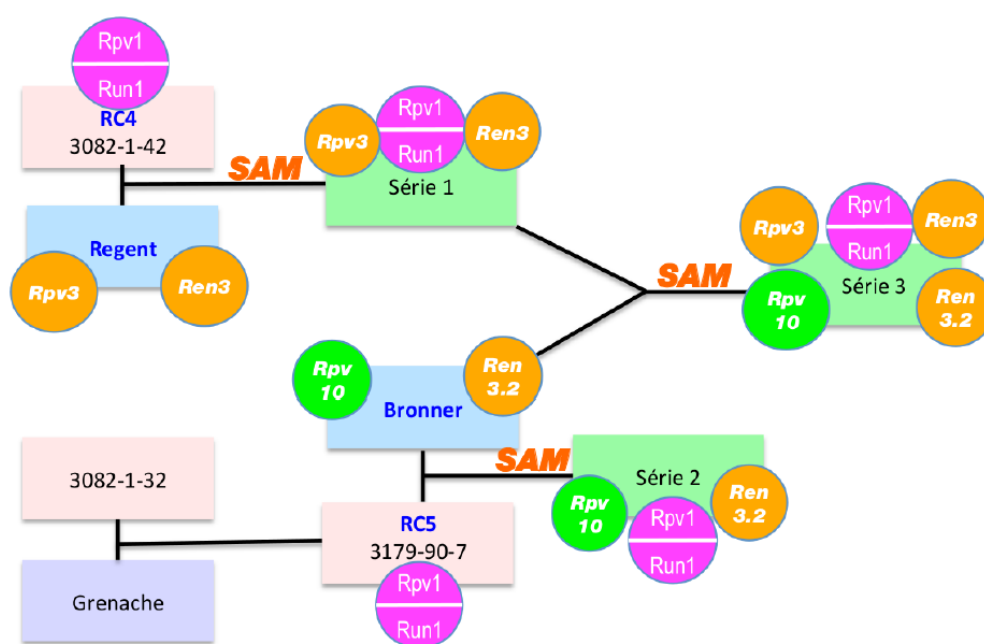 Rpv1
Run1
RC4
3082-1-42
Regent
Rpv3
Ren3
SAM
Rpv3
Rpv1
Run1
Ren3
Série 1
SAM
Rpv3
Rpv1
Run1
Ren3
Série 3
Rpv
10
Ren
3.2
Rpv
10
Ren
3.2
Bronner
SAM
Série 2
Rpv
10
Rpv1
Run1
Ren
3.2
3082-1-32
Grenache
RC5
3179-90-7
Rpv1
Run1